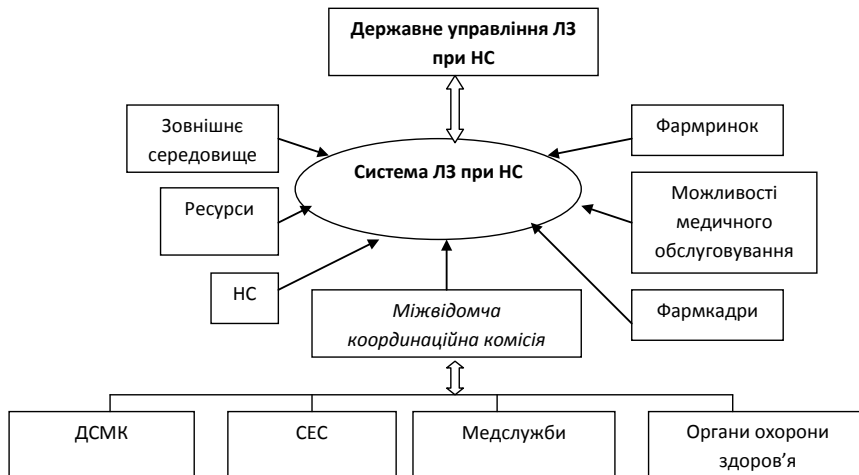 Державне управління ЛЗ
при НС
Зовнішнє
середовище
Фармринок
Система ЛЗ при НС
Ресурси
Можливості
медичного
обслуговування
НС
Міжвідомча
координаційна комісія
Фармкадри
ДСМК
СЕС
Медслужби
Органи охорони
здоров’я